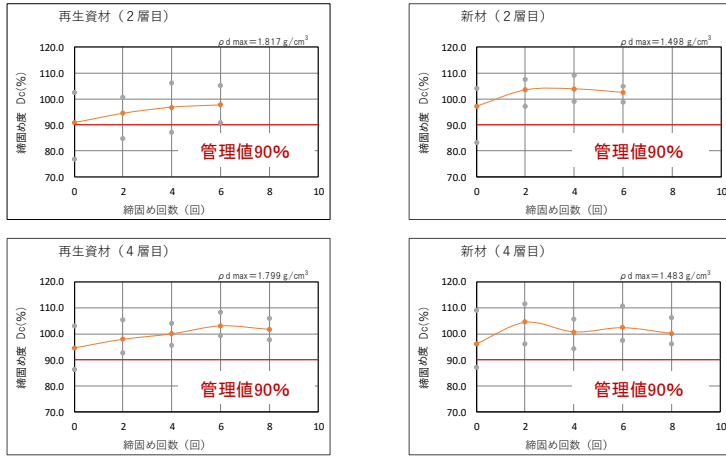 再生資材（２層目）
ρd max＝1.817 g/cm³
締固め度 Dc(%)
120.0
110.0
100.0
90.0
80.0
70.0
管理値90%
0 2 4 6 8 10
締固め回数（回）
新材（２層目）
ρd max＝1.498 g/cm³
締固め度 Dc(%)
120.0
110.0
100.0
90.0
80.0
70.0
管理値90%
0 2 4 6 8 10
締固め回数（回）
再生資材（４層目）
ρd max＝1.799 g/cm³
締固め度 Dc(%)
120.0
110.0
100.0
90.0
80.0
70.0
管理値90%
0 2 4 6 8 10
締固め回数（回）
新材（４層目）
ρd max＝1.483 g/cm³
締固め度 Dc(%)
120.0
110.0
100.0
90.0
80.0
70.0
管理値90%
0 2 4 6 8 10
締固め回数（回）